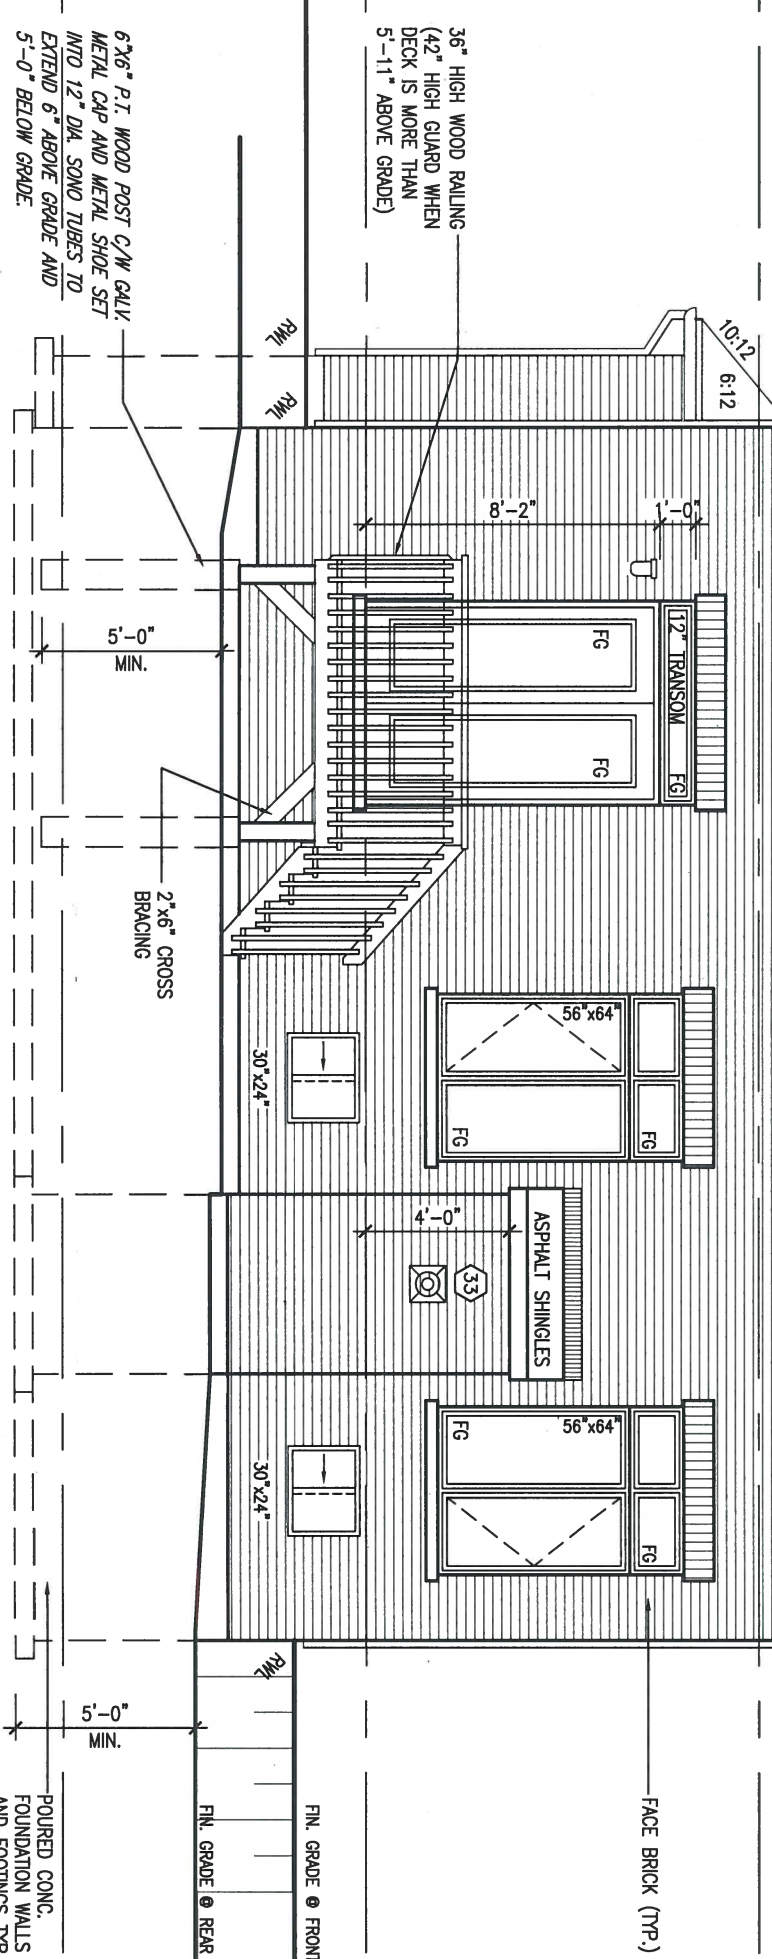 36" HIGH WOOD RAILING
(42" HIGH GUARD WHEN
DECK IS MORE THAN
5'-11" ABOVE GRADE)
6"X6" P.T. WOOD POST C/W GALV.
METAL CAP AND METAL SHOE SET
INTO 12" DIA. SONO TUBES TO
EXTEND 6" ABOVE GRADE AND
5'-0" BELOW GRADE.
RWL
RWL
10:12
6:12
8'-2"
1'-0"
12" TRANSOM
FG
FG
FG
5'-0"
MIN.
2"x6" CROSS
BRACING
56"x64"
FG
FG
30"x24"
ASPHALT SHINGLES
4'-0"
33
56"x64"
FG
FG
30"x24"
FACE BRICK (TYP.)
RWL
5'-0"
MIN.
FIN. GRADE @ FRONT
FIN. GRADE @ REAR
POURED CONC.
FOUNDATION WALLS
AND FOOTINGS TYP